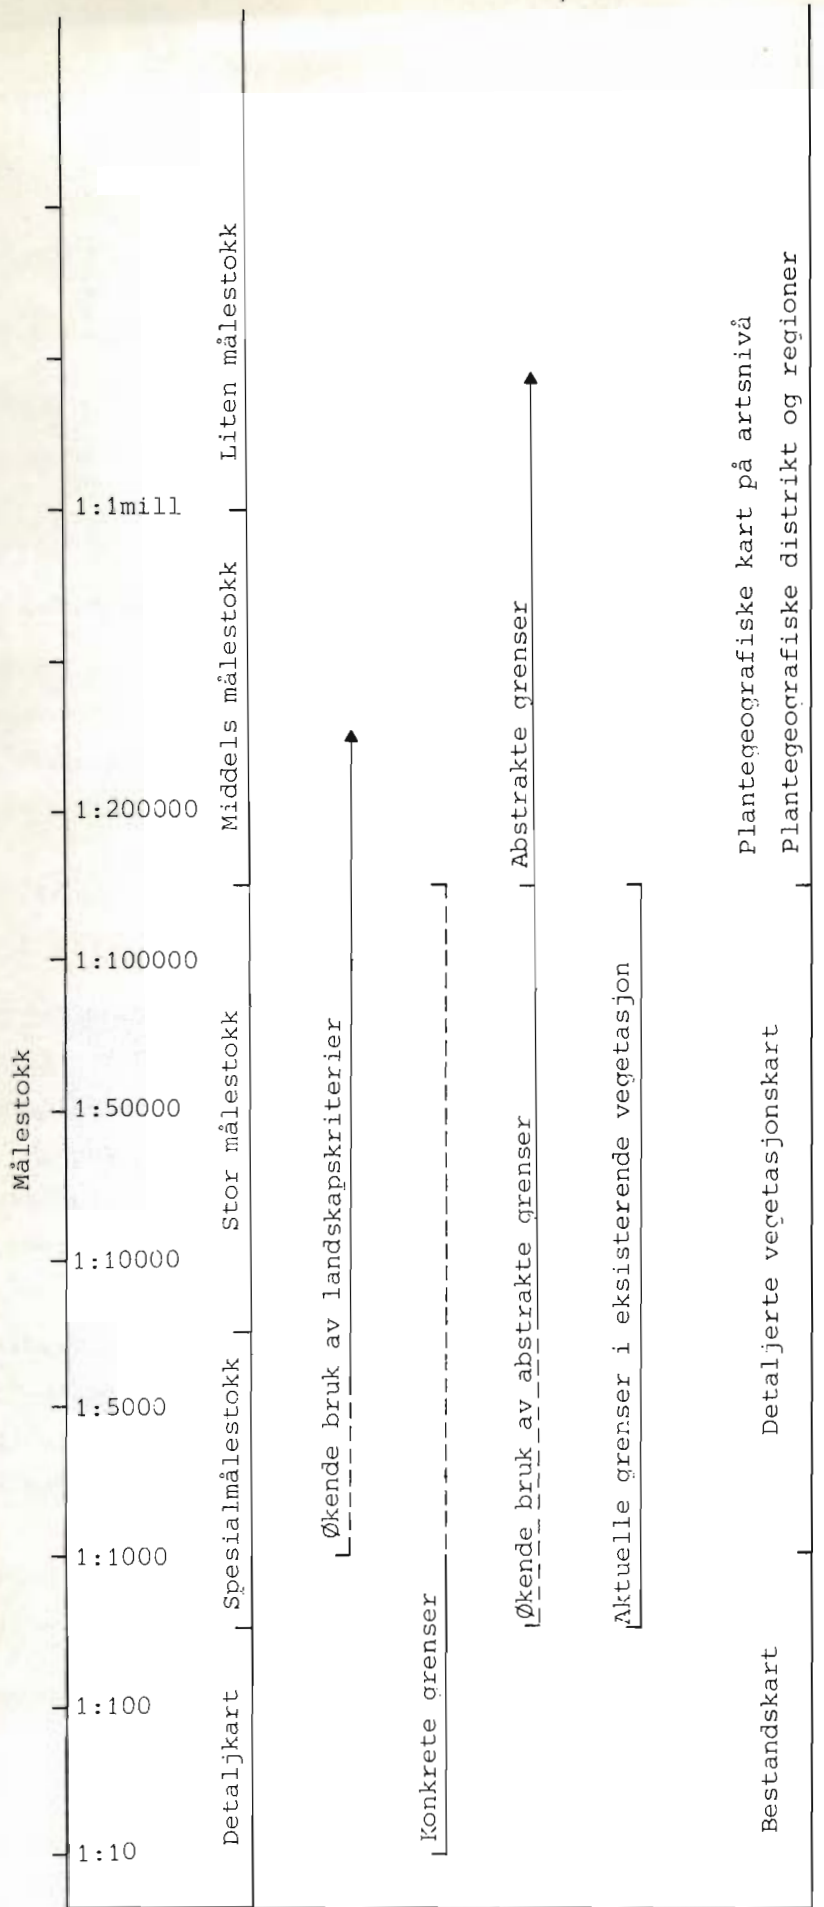 Målestokk
1:10
1:100
1:1000
1:5000
1:10000
1:50000
1:100000
1:200000
1:1mill
Detaljkart
Spesialmålestokk
Stor målestokk
Middels målestokk
Liten målestokk
Økende bruk av landskapskriterier
Konkrete grenser
Økende bruk av abstrakte grenser
Abstrakte grenser
Aktuelle grenser i eksisterende vegetasjon
Bestandskart
Detaljerte vegetasjonskart
Plantegeografiske kart på artsnivå
Plantegeografiske distrikt og regioner